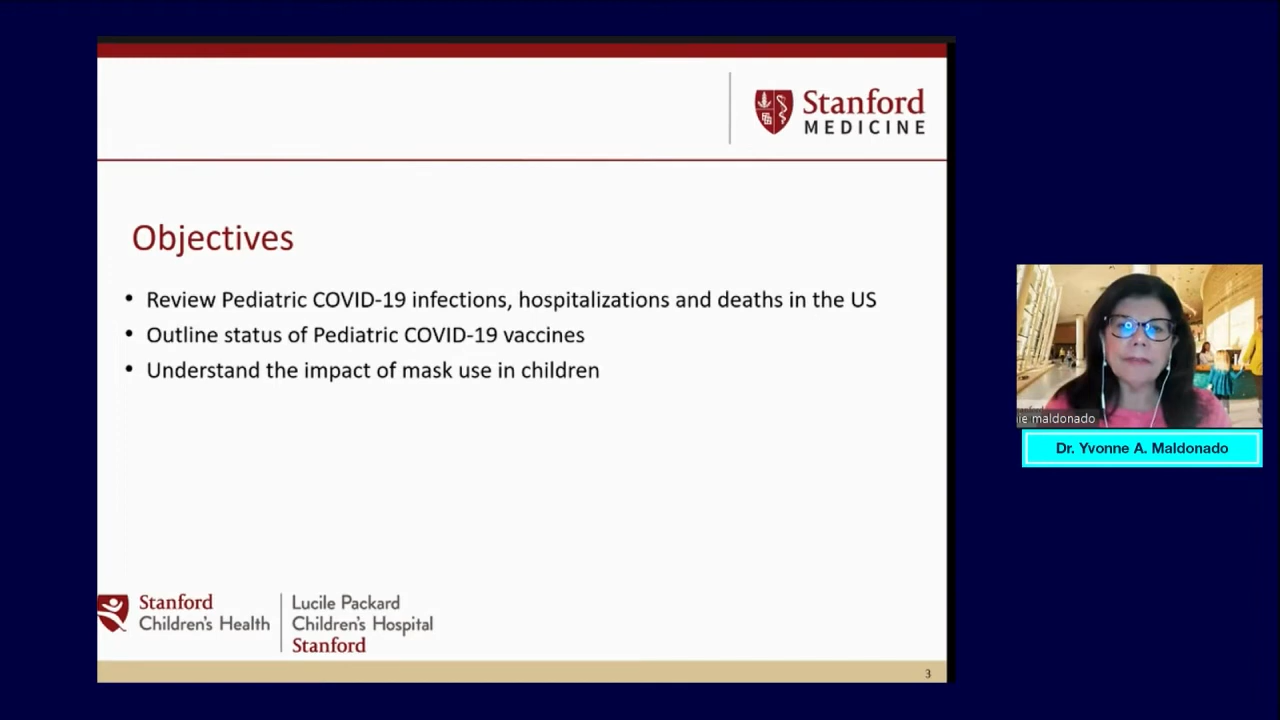 Stanford
MEDICINE
Objectives
• Review Pediatric COVID-19 infections, hospitalizations and deaths in the US
• Outline status of Pediatric COVID-19 vaccines
• Understand the impact of mask use in children
maldonado
Dr. Yvonne A. Maldonado
Stanford
Children's Health
Lucile Packard
Children's Hospital
Stanford
3